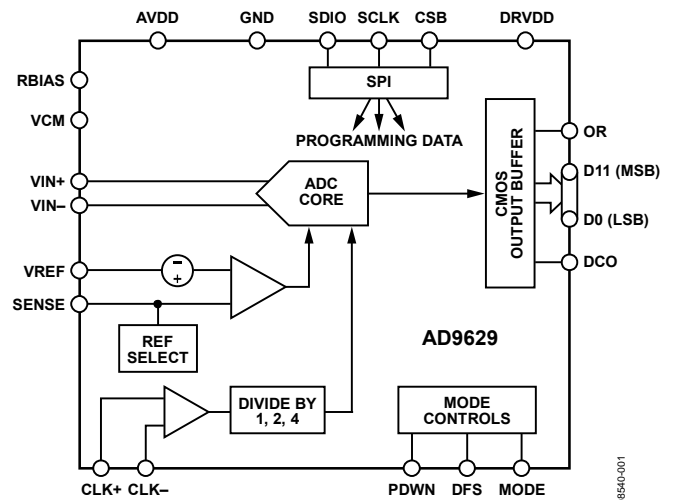 AVDD GND SDIO SCLK CSB DRVDD
RBIAS
SPI
VCM
PROGRAMMING DATA
OR
VIN+
ADC
CORE
CMOS
OUTPUT BUFFER
D11 (MSB)
VIN–
D0 (LSB)
VREF
–
+
DCO
SENSE
REF
SELECT
AD9629
DIVIDE BY
1, 2, 4
MODE
CONTROLS
CLK+ CLK– PDWN DFS MODE
08540-001